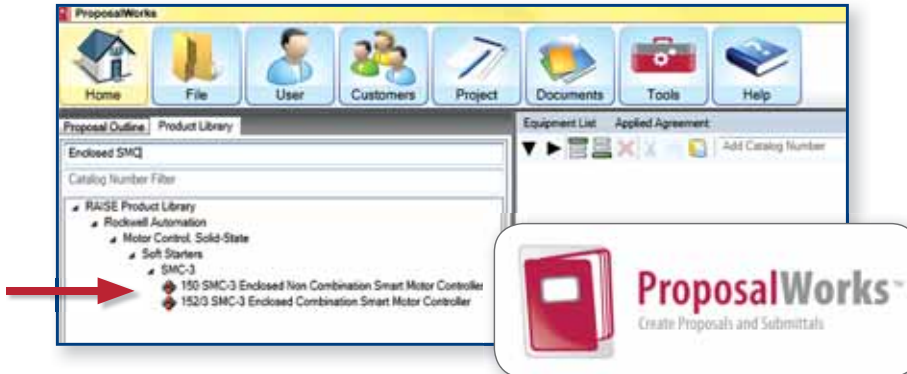 ProposalWorks
Home File User Customers Project Documents Tools Help
Proposal Outline Product Library
Equipment List Applied Agreement
Enclosed SMC
Add Catalog Number
Catalog Number Filter
RAISE Product Library
Rockwell Automation
Motor Control, Solid-State
Soft Starters
SMC-3
150 SMC-3 Enclosed Non Combination Smart Motor Controller
152/3 SMC-3 Enclosed Combination Smart Motor Controller
ProposalWorks™
Create Proposals and Submittals